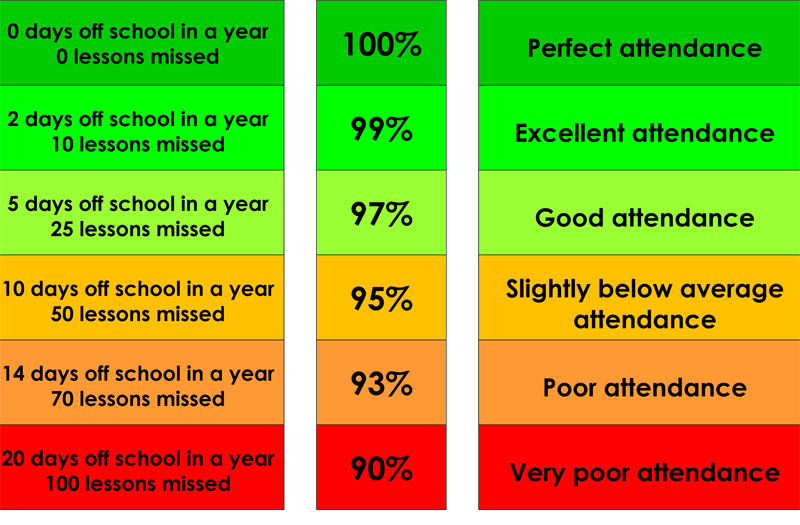 0 days off school in a year
0 lessons missed
100%
Perfect attendance
2 days off school in a year
10 lessons missed
99%
Excellent attendance
5 days off school in a year
25 lessons missed
97%
Good attendance
10 days off school in a year
50 lessons missed
95%
Slightly below average
attendance
14 days off school in a year
70 lessons missed
93%
Poor attendance
20 days off school in a year
100 lessons missed
90%
Very poor attendance